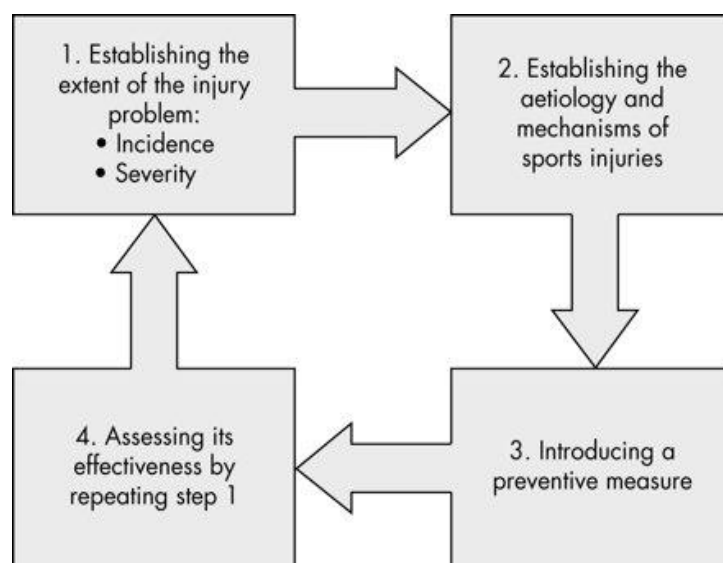 1. Establishing the
extent of the injury
problem:
• Incidence
• Severity
2. Establishing the
aetiology and
mechanisms of
sports injuries
3. Introducing a
preventive measure
4. Assessing its
effectiveness by
repeating step 1